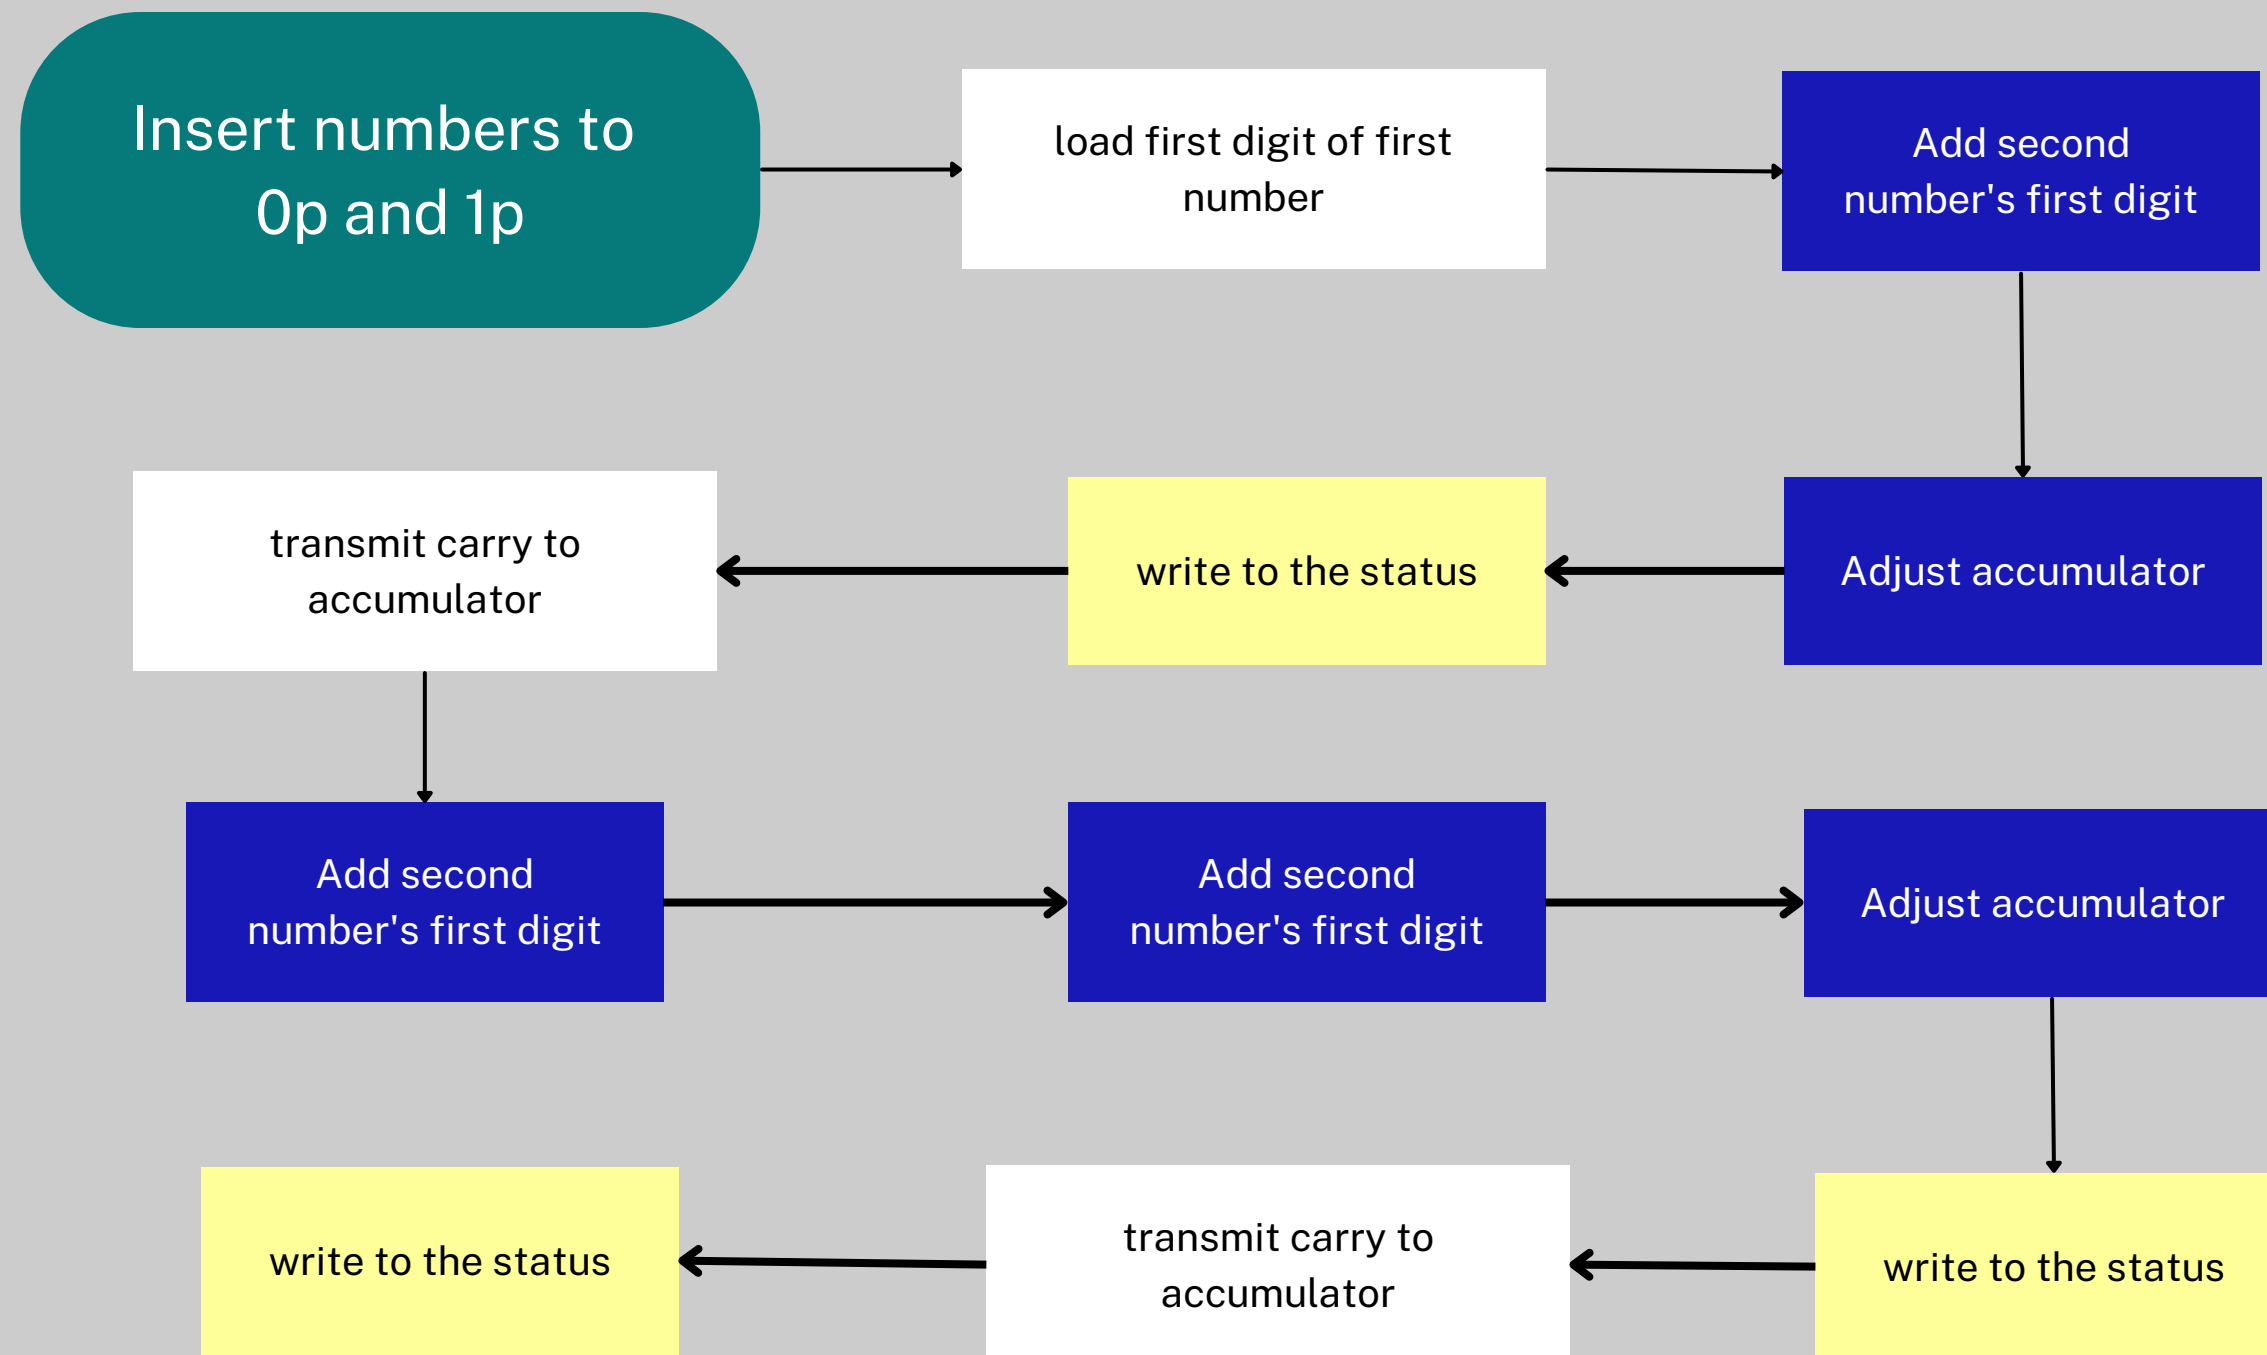 Insert numbers to
0p and 1p
load first digit of first
number
Add second
number's first digit
Adjust accumulator
write to the status
transmit carry to
accumulator
Add second
number's first digit
Add second
number's first digit
Adjust accumulator
write to the status
transmit carry to
accumulator
write to the status